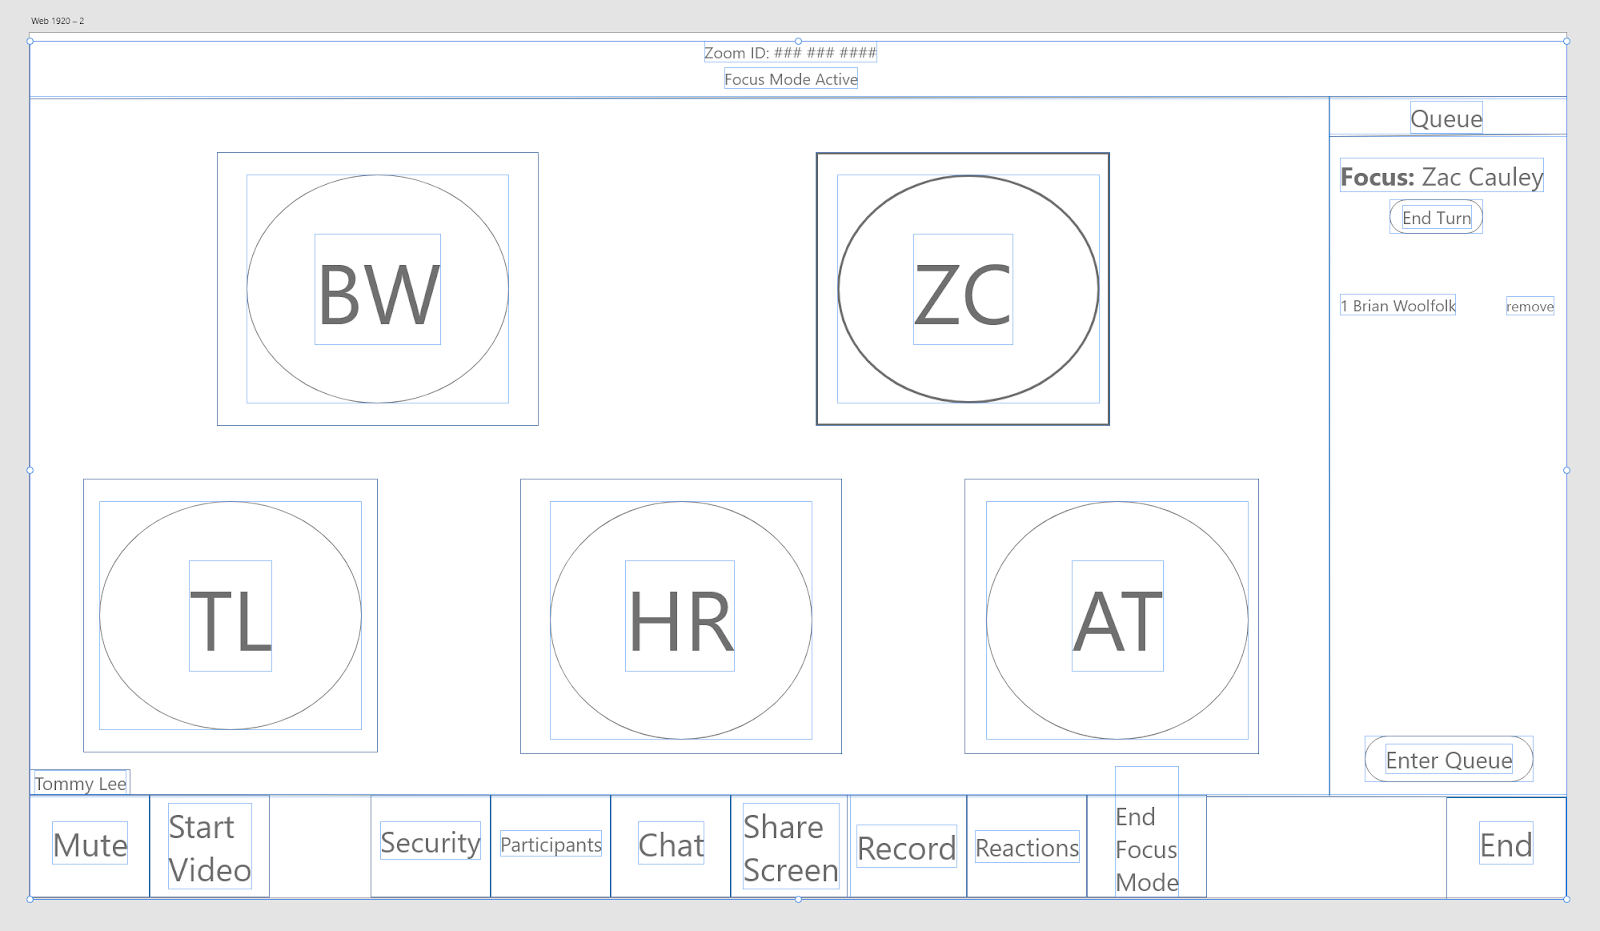 Web 1920 – 2
Zoom ID: ### ### ####
Focus Mode Active
Queue
Focus: Zac Cauley
End Turn
1 Brian Woolfolk remove
BW
ZC
TL
HR
AT
Enter Queue
Tommy Lee
Mute
Start
Video
Security
Participants
Chat
Share
Screen
Record
Reactions
End
Focus
Mode
End